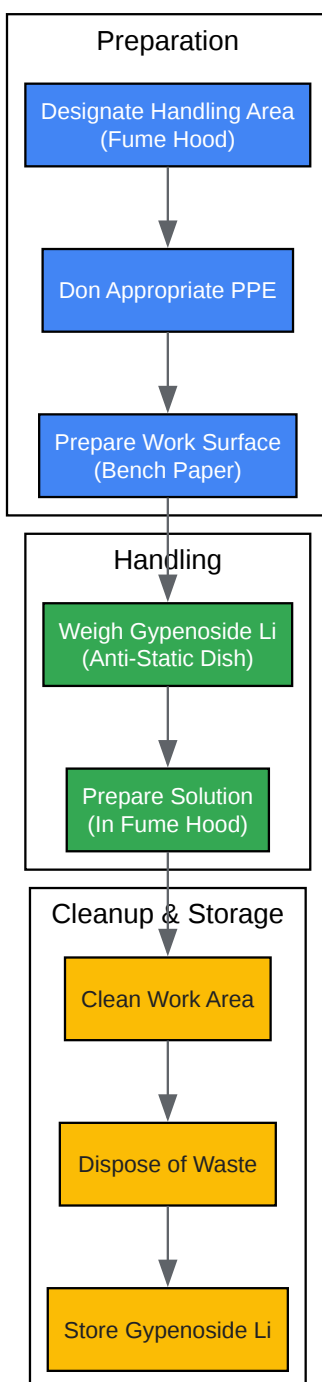 Preparation
Designate Handling Area
(Fume Hood)
Don Appropriate PPE
Prepare Work Surface
(Bench Paper)
Handling
Weigh Gypenoside Li
(Anti-Static Dish)
Prepare Solution
(In Fume Hood)
Cleanup & Storage
Clean Work Area
Dispose of Waste
Store Gypenoside Li